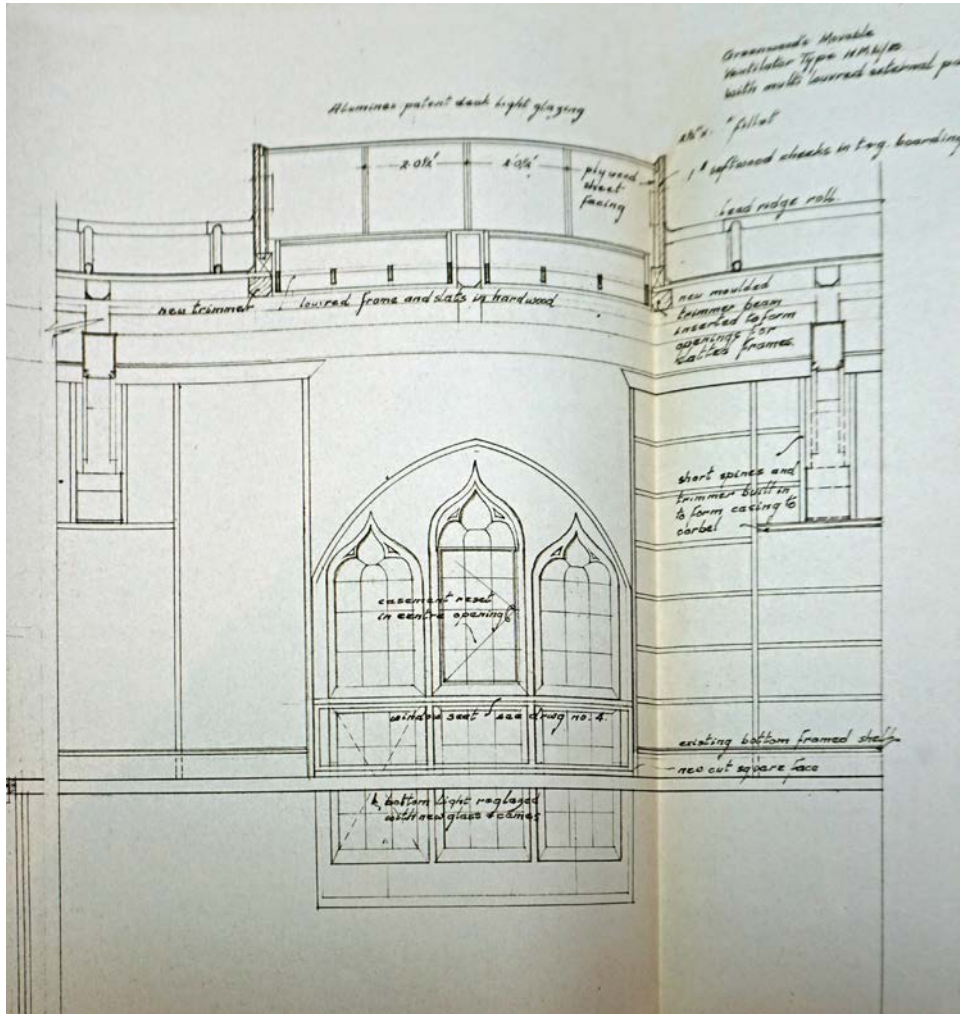 Greenwood's Movable
Ventilator Type
with multi louvred external
Aluminex patent deck light glazing
fillet
1" softwood cheeks in t&g. boarding
2'0½" 2'0½"
plywood
sheet
facing
lead ridge roll.
new trimmer
louvred frame and slats in hardwood
new moulded
trimmer beam
inserted to form
openings for
slatted frames.
short spines and
trimmer built in
to form casing to
corbel
casement reset
in centre opening
window seat see drwg no. 4.
existing bottom framed shelf
new cut square face
bottom light reglazed
with new glass & cames